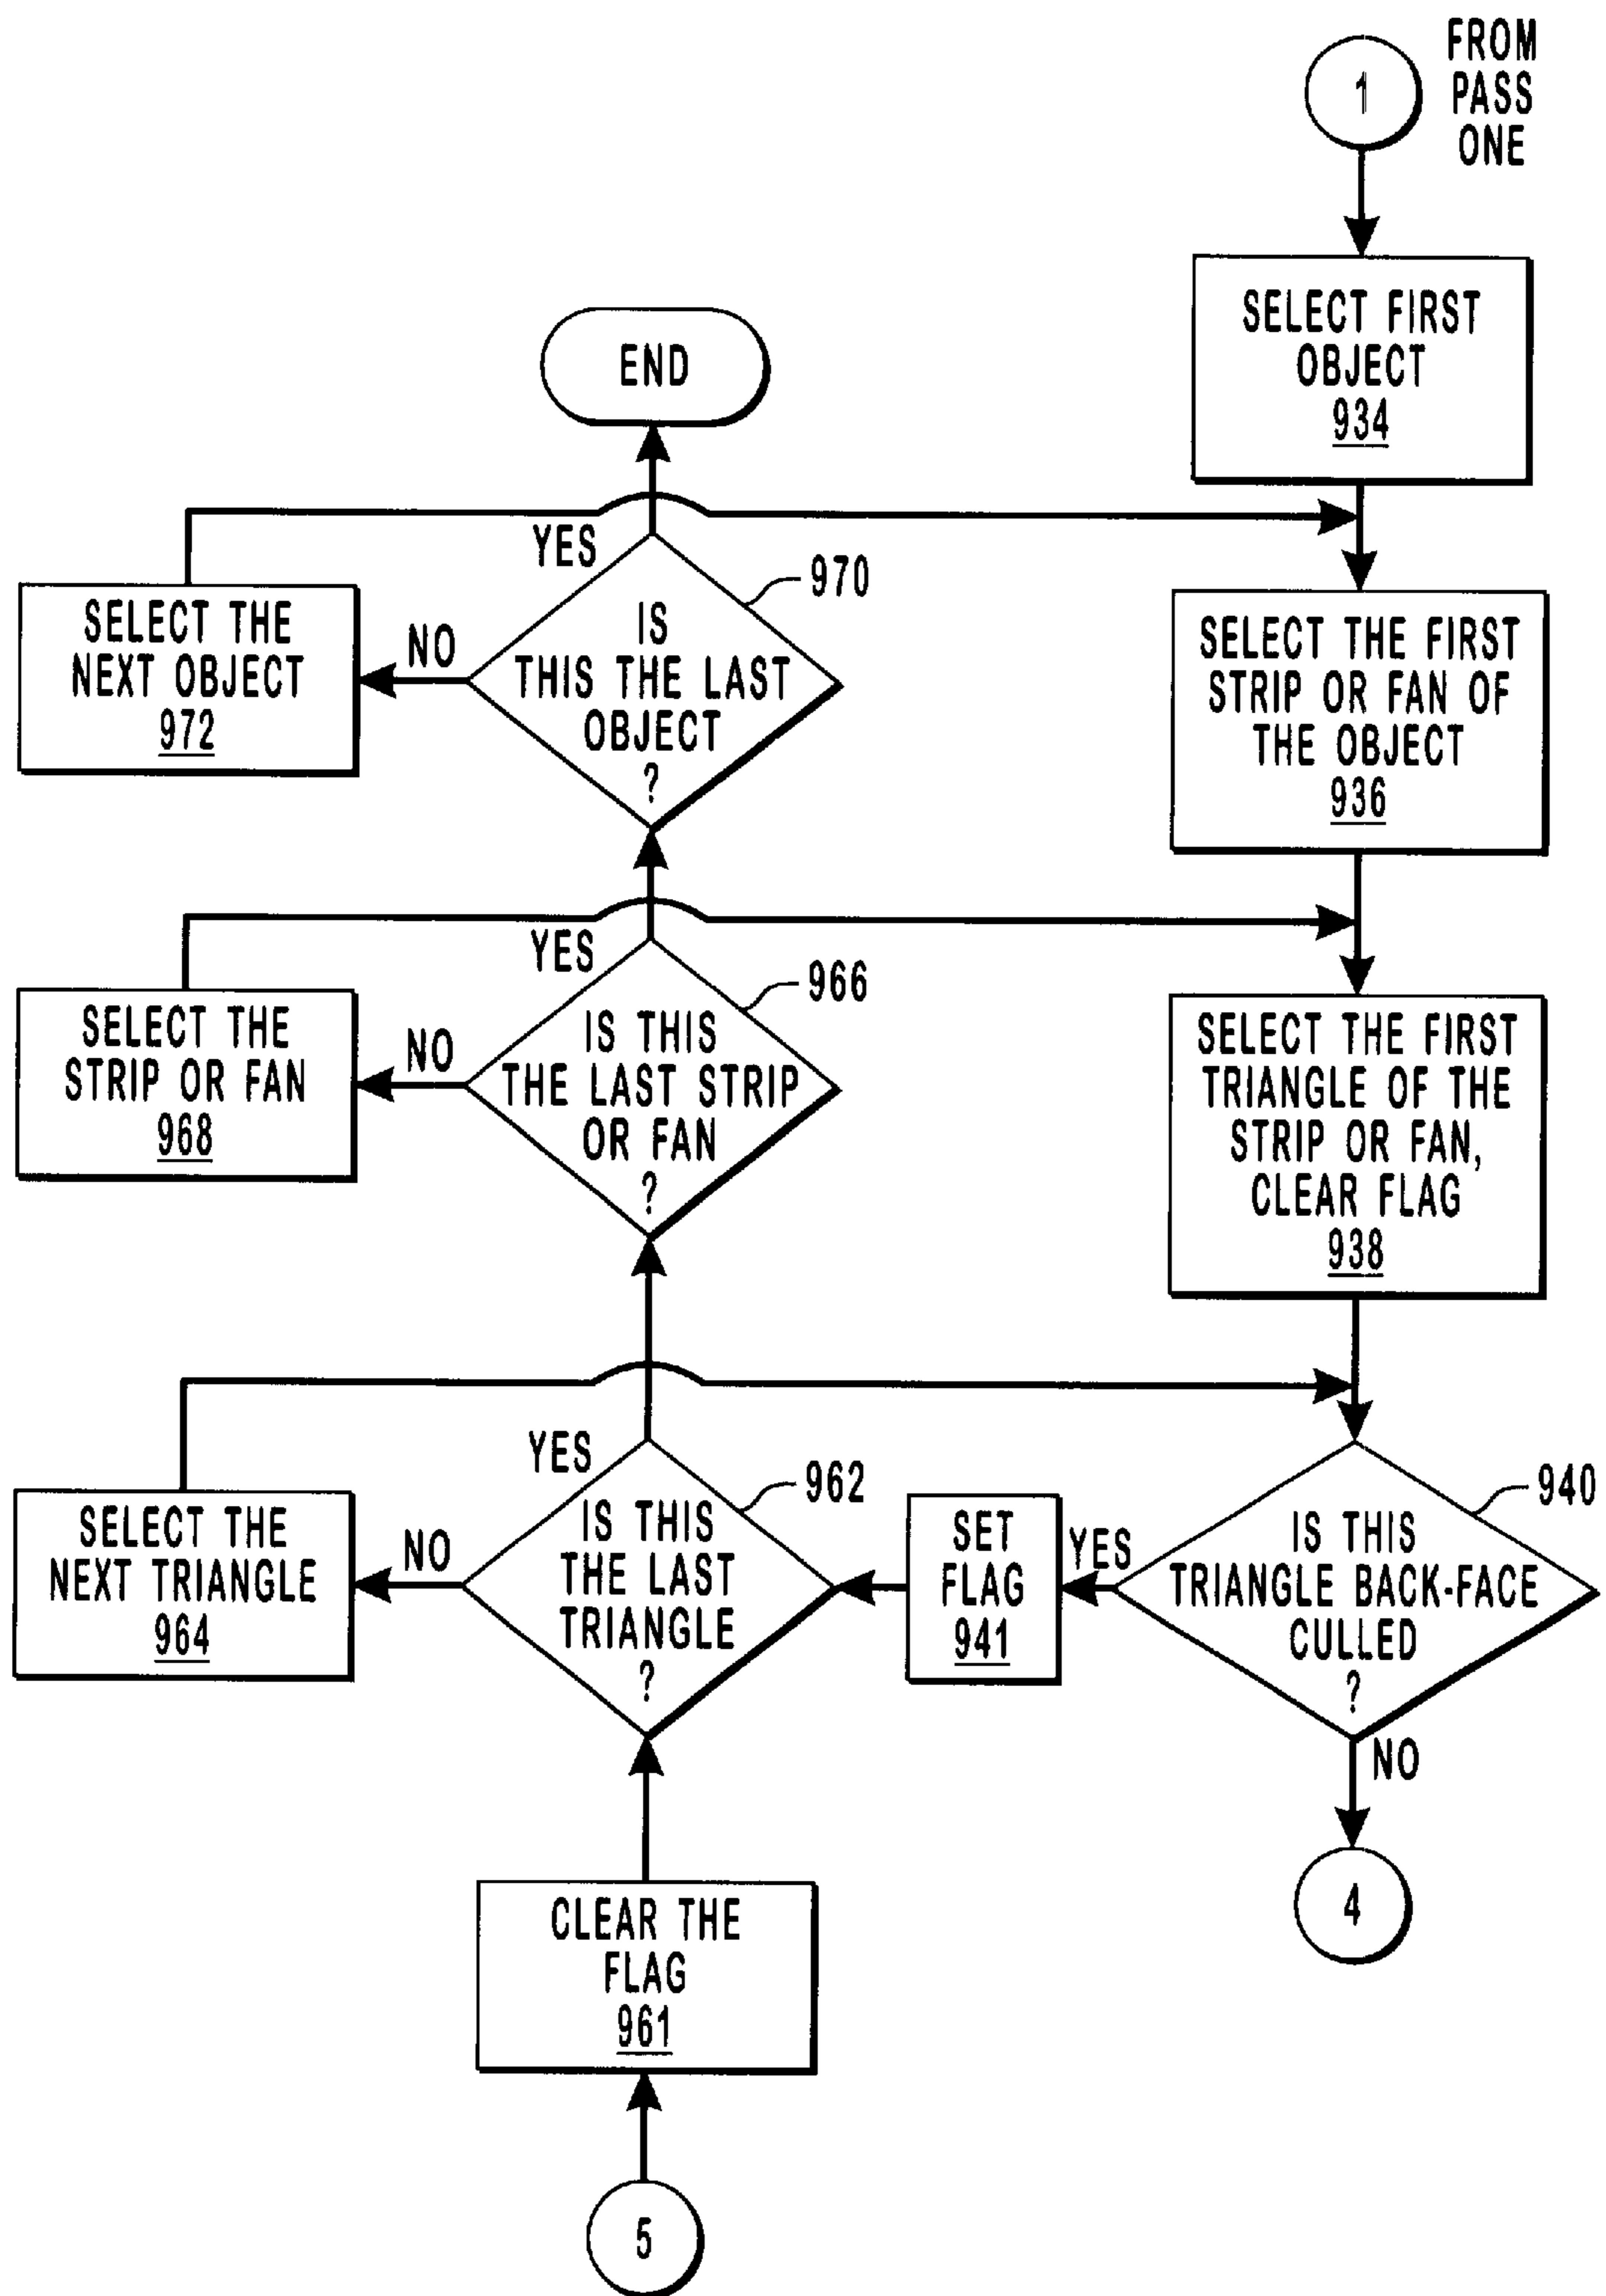 1
FROM
PASS
ONE
SELECT FIRST
OBJECT
934
END
YES
970
IS
THIS THE LAST
OBJECT
?
NO
SELECT THE
NEXT OBJECT
972
SELECT THE FIRST
STRIP OR FAN OF
THE OBJECT
936
YES
966
IS THIS
THE LAST STRIP
OR FAN
?
NO
SELECT THE
STRIP OR FAN
968
SELECT THE FIRST
TRIANGLE OF THE
STRIP OR FAN,
CLEAR FLAG
938
YES
962
IS THIS
THE LAST
TRIANGLE
?
NO
SELECT THE
NEXT TRIANGLE
964
SET
FLAG
941
YES
940
IS THIS
TRIANGLE BACK-FACE
CULLED
?
NO
4
CLEAR THE
FLAG
961
5